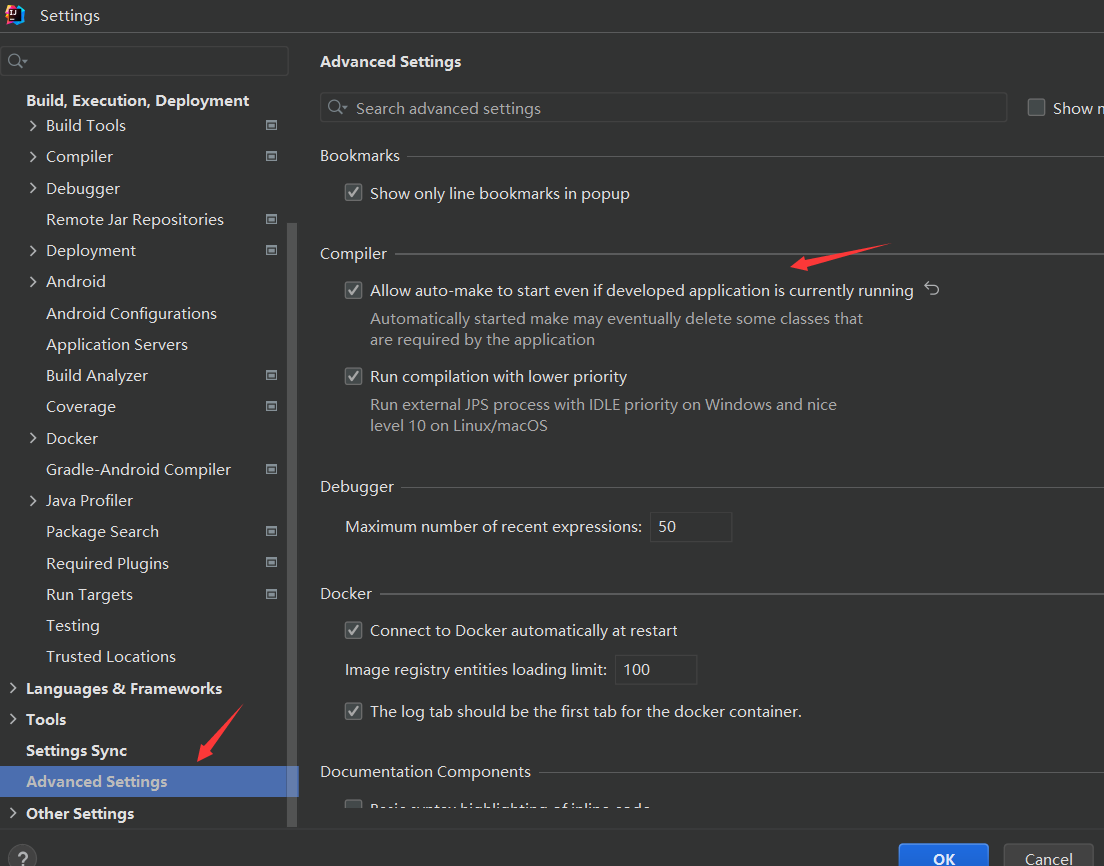 Settings
Build, Execution, Deployment
Build Tools
Compiler
Debugger
Remote Jar Repositories
Deployment
Android
Android Configurations
Application Servers
Build Analyzer
Coverage
Docker
Gradle-Android Compiler
Java Profiler
Package Search
Required Plugins
Run Targets
Testing
Trusted Locations
Languages & Frameworks
Tools
Settings Sync
Advanced Settings
Other Settings
?
Advanced Settings
Search advanced settings
Show
Bookmarks
Show only line bookmarks in popup
Compiler
Allow auto-make to start even if developed application is currently running
Automatically started make may eventually delete some classes that
are required by the application
Run compilation with lower priority
Run external JPS process with IDLE priority on Windows and nice
level 10 on Linux/macOS
Debugger
Maximum number of recent expressions: 50
Docker
Connect to Docker automatically at restart
Image registry entities loading limit: 100
The log tab should be the first tab for the docker container.
Documentation Components
Basic syntax highlighting of inline code
OK
Cancel